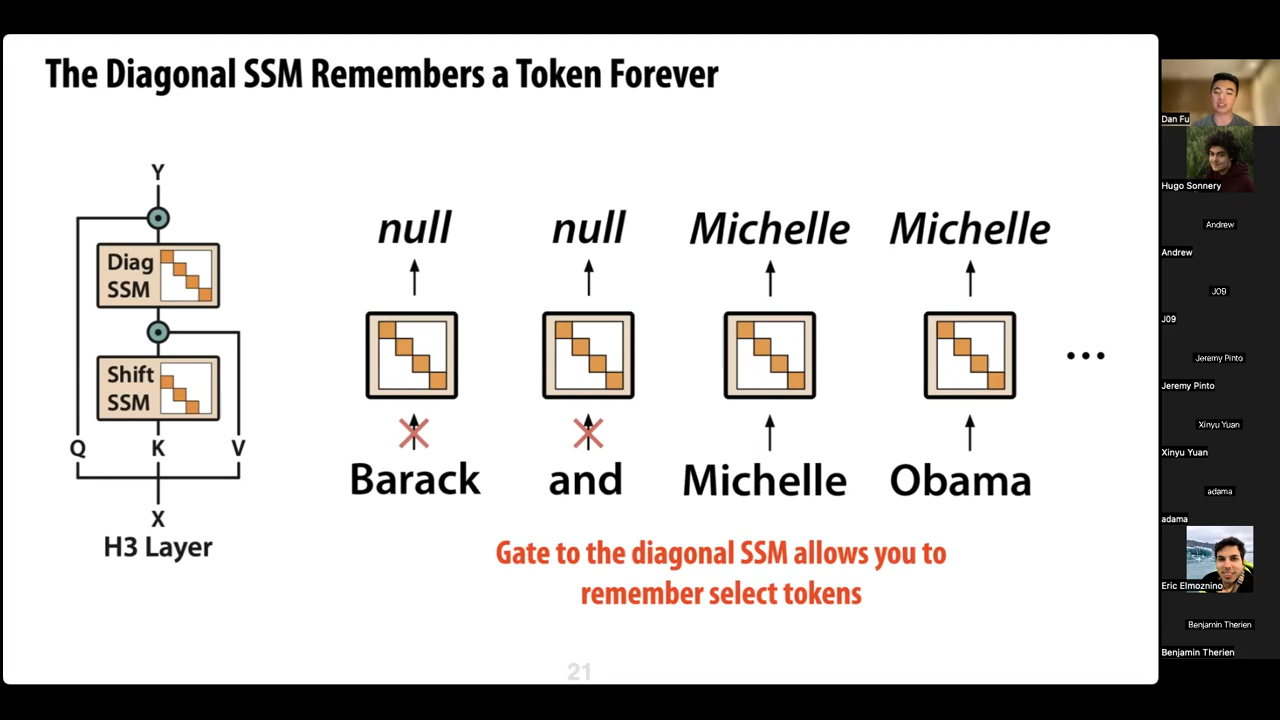 The Diagonal SSM Remembers a Token Forever
Y
Diag
SSM
Shift
SSM
Q K V
X
H3 Layer
null null Michelle Michelle
...
Barack and Michelle Obama
Gate to the diagonal SSM allows you to
remember select tokens
21
Dan Fu
Hugo Sonnery
Andrew
Andrew
J09
J09
Jeremy Pinto
Jeremy Pinto
Xinyu Yuan
Xinyu Yuan
adama
adama
Eric Elmoznino
Benjamin Therien
Benjamin Therien